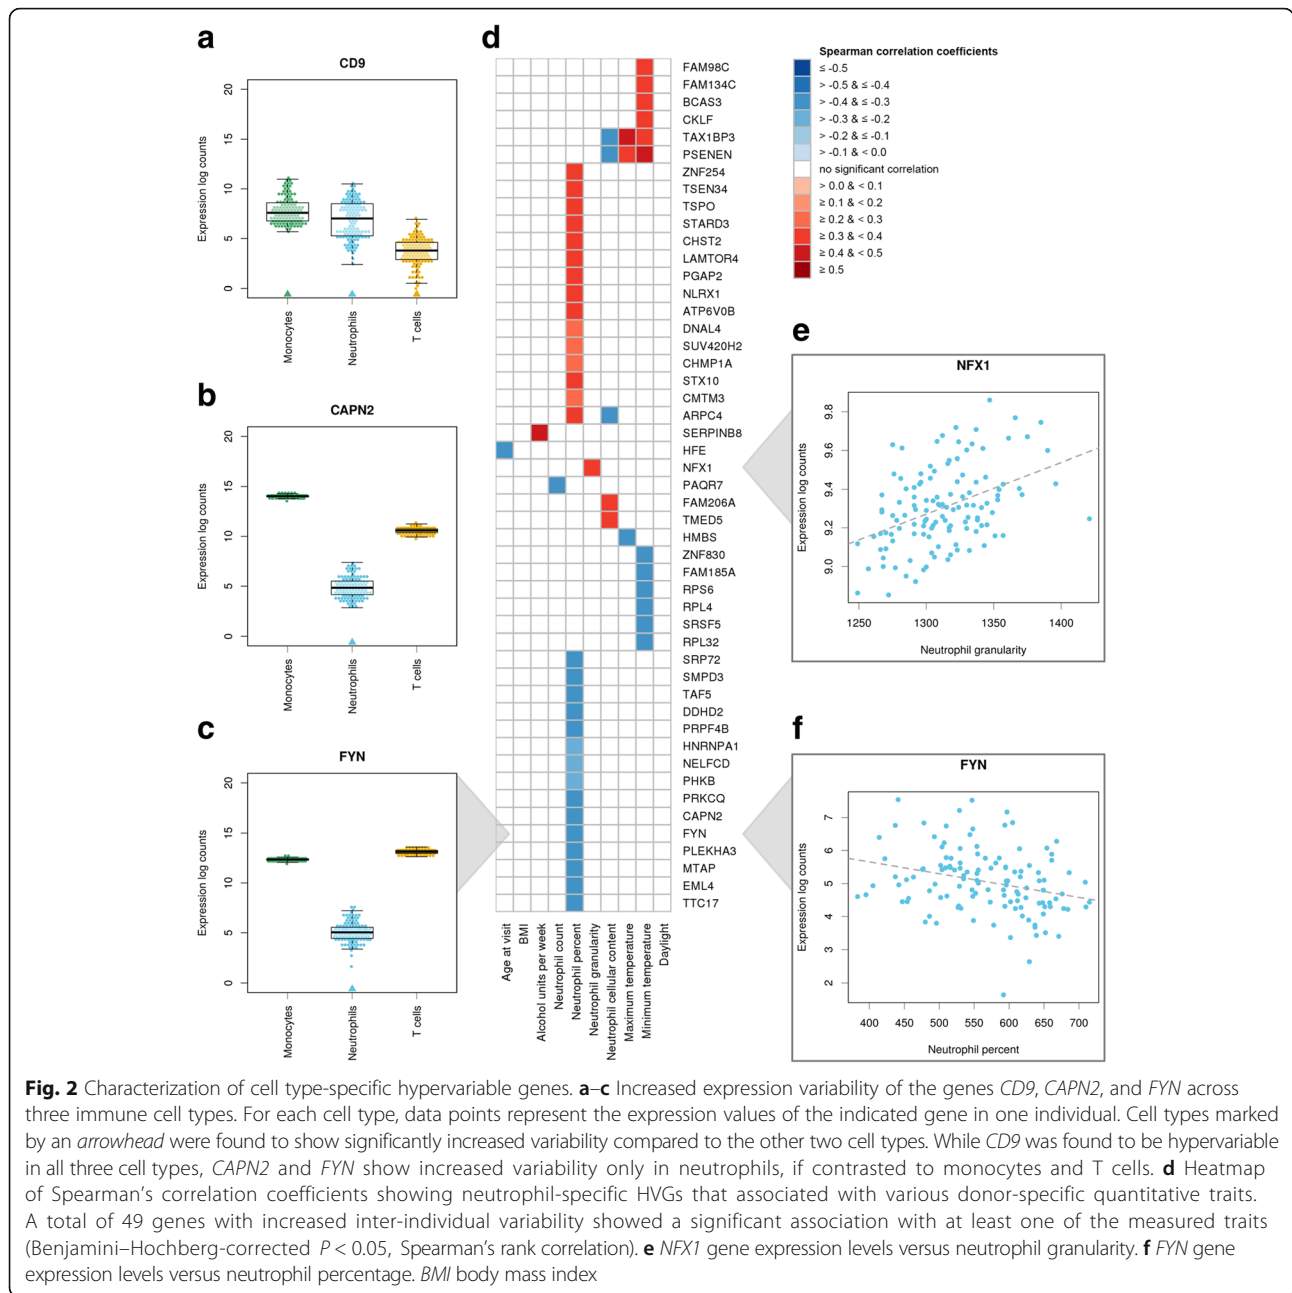 a
CD9
Expression log counts
20
15
10
5
0
Monocytes
Neutrophils
T cells
b
CAPN2
Expression log counts
20
15
10
5
0
Monocytes
Neutrophils
T cells
c
FYN
Expression log counts
20
15
10
5
0
Monocytes
Neutrophils
T cells
d
FAM98C
FAM134C
BCAS3
CKLF
TAX1BP3
PSENEN
ZNF254
TSEN34
TSPO
STARD3
CHST2
LAMTOR4
PGAP2
NLRX1
ATP6V0B
DNAL4
SUV420H2
CHMP1A
STX10
CMTM3
ARPC4
SERPINB8
HFE
NFX1
PAQR7
FAM206A
TMED5
HMBS
ZNF830
FAM185A
RPS6
RPL4
SRSF5
RPL32
SRP72
SMPD3
TAF5
DDHD2
PRPF4B
HNRNPA1
NELFCD
PHKB
PRKCQ
CAPN2
FYN
PLEKHA3
MTAP
EML4
TTC17
Age at visit
BMI
Alcohol units per week
Neutrophil count
Neutrophil percent
Neutrophil granularity
Neutrophil cellular content
Maximum temperature
Minimum temperature
Daylight
Spearman correlation coefficients
≤ -0.5
> -0.5 & ≤ -0.4
> -0.4 & ≤ -0.3
> -0.3 & ≤ -0.2
> -0.2 & ≤ -0.1
> -0.1 & < 0.0
no significant correlation
> 0.0 & < 0.1
≥ 0.1 & < 0.2
≥ 0.2 & < 0.3
≥ 0.3 & < 0.4
≥ 0.4 & < 0.5
≥ 0.5
e
NFX1
Expression log counts
9.8
9.6
9.4
9.2
9.0
1250
1300
1350
1400
Neutrophil granularity
f
FYN
Expression log counts
7
6
5
4
3
2
400
450
500
550
600
650
700
Neutrophil percent
Fig. 2 Characterization of cell type-specific hypervariable genes. a–c Increased expression variability of the genes CD9, CAPN2, and FYN across
three immune cell types. For each cell type, data points represent the expression values of the indicated gene in one individual. Cell types marked
by an arrowhead were found to show significantly increased variability compared to the other two cell types. While CD9 was found to be hypervariable
in all three cell types, CAPN2 and FYN show increased variability only in neutrophils, if contrasted to monocytes and T cells. d Heatmap
of Spearman's correlation coefficients showing neutrophil-specific HVGs that associated with various donor-specific quantitative traits.
A total of 49 genes with increased inter-individual variability showed a significant association with at least one of the measured traits
(Benjamini–Hochberg-corrected P < 0.05, Spearman's rank correlation). e NFX1 gene expression levels versus neutrophil granularity. f FYN gene
expression levels versus neutrophil percentage. BMI body mass index